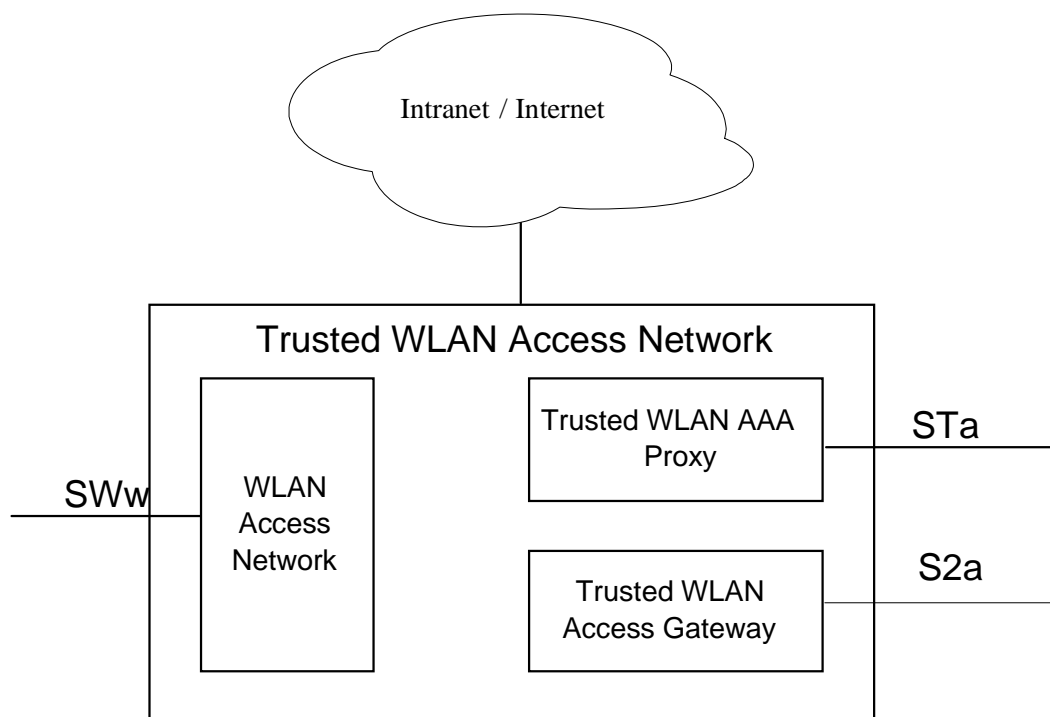 Intranet / Internet
Trusted WLAN Access Network
Trusted WLAN AAA
Proxy
STa
SWw
WLAN
Access
Network
S2a
Trusted WLAN
Access Gateway